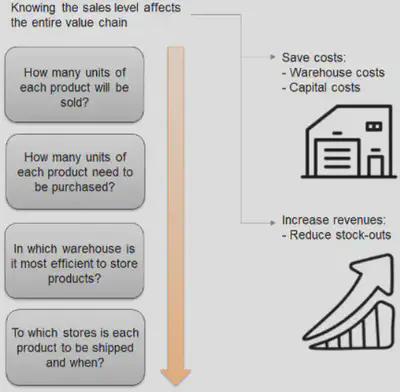 Knowing the sales level affects
the entire value chain
How many units of
each product will be
sold?
How many units of
each product need to
be purchased?
In which warehouse is
it most efficient to store
products?
To which stores is each
product to be shipped
and when?
Save costs:
- Warehouse costs
- Capital costs
Increase revenues:
- Reduce stock-outs